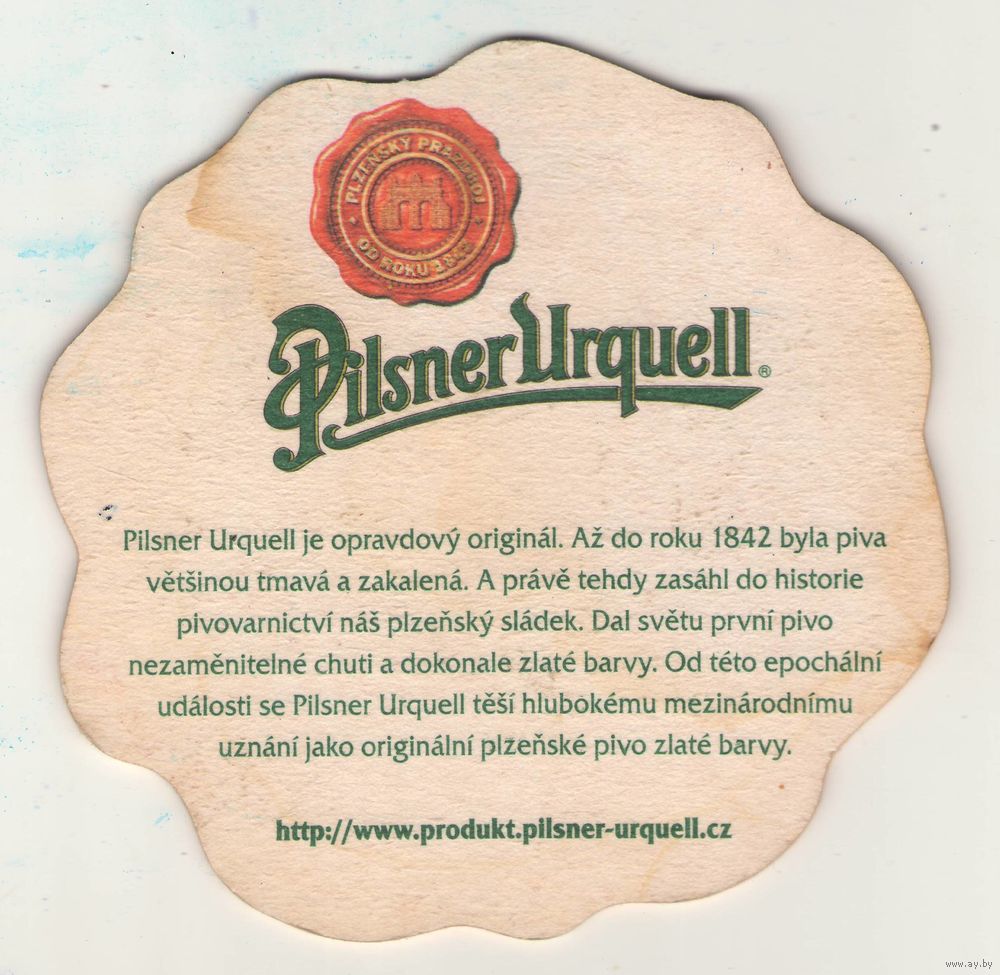 PLZEŇSKÝ PRAZDROJ
OD ROKU 1842
Pilsner Urquell ®
Pilsner Urquell je opravdový originál. Až do roku 1842 byla piva
většinou tmavá a zakalená. A právě tehdy zasáhl do historie
pivovarnictví náš plzeňský sládek. Dal světu první pivo
nezaměnitelné chuti a dokonale zlaté barvy. Od této epochální
události se Pilsner Urquell těší hlubokému mezinárodnímu
uznání jako originální plzeňské pivo zlaté barvy.
http://www.produkt.pilsner-urquell.cz
www.ay.by